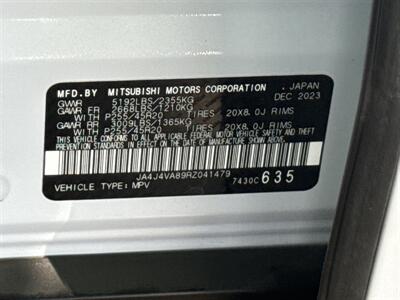 MFD.BY MITSUBISHI MOTORS CORPORATION , JAPAN
GVWR 5192LBS/2355KG DEC 2023
GAWR FR 2668LBS/1210KG TIRES RIMS
WITH P255/45R20 20X8.0J
GAWR RR 3009LBS/1365KG TIRES RIMS
WITH P255/45R20 20X8.0J
THIS VEHICLE CONFORMS TO ALL APPLICABLE FEDERAL MOTOR VEHICLE SAFETY
AND THEFT PREVENTION STANDARDS IN EFFECT ON THE DATE OF MANUFACTURE SHOWN ABOVE.
JA4J4VA89RZ041479
VEHICLE TYPE: MPV 7430C 635